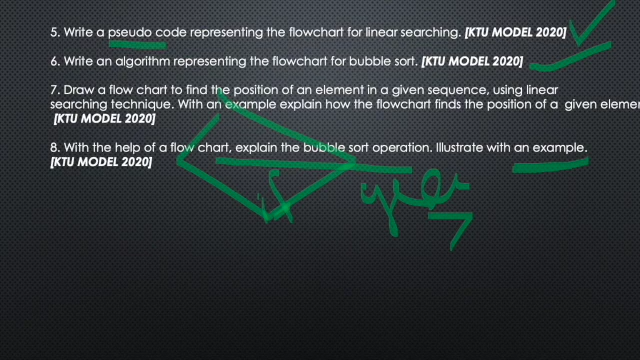 5. Write a pseudo code representing the flowchart for linear searching. [KTU MODEL 2020]
6. Write an algorithm representing the flowchart for bubble sort. [KTU MODEL 2020]
7. Draw a flow chart to find the position of an element in a given sequence, using linear
searching technique. With an example explain how the flowchart finds the position of a given elemen
[KTU MODEL 2020]
8. With the help of a flow chart, explain the bubble sort operation. Illustrate with an example.
[KTU MODEL 2020]
if yes